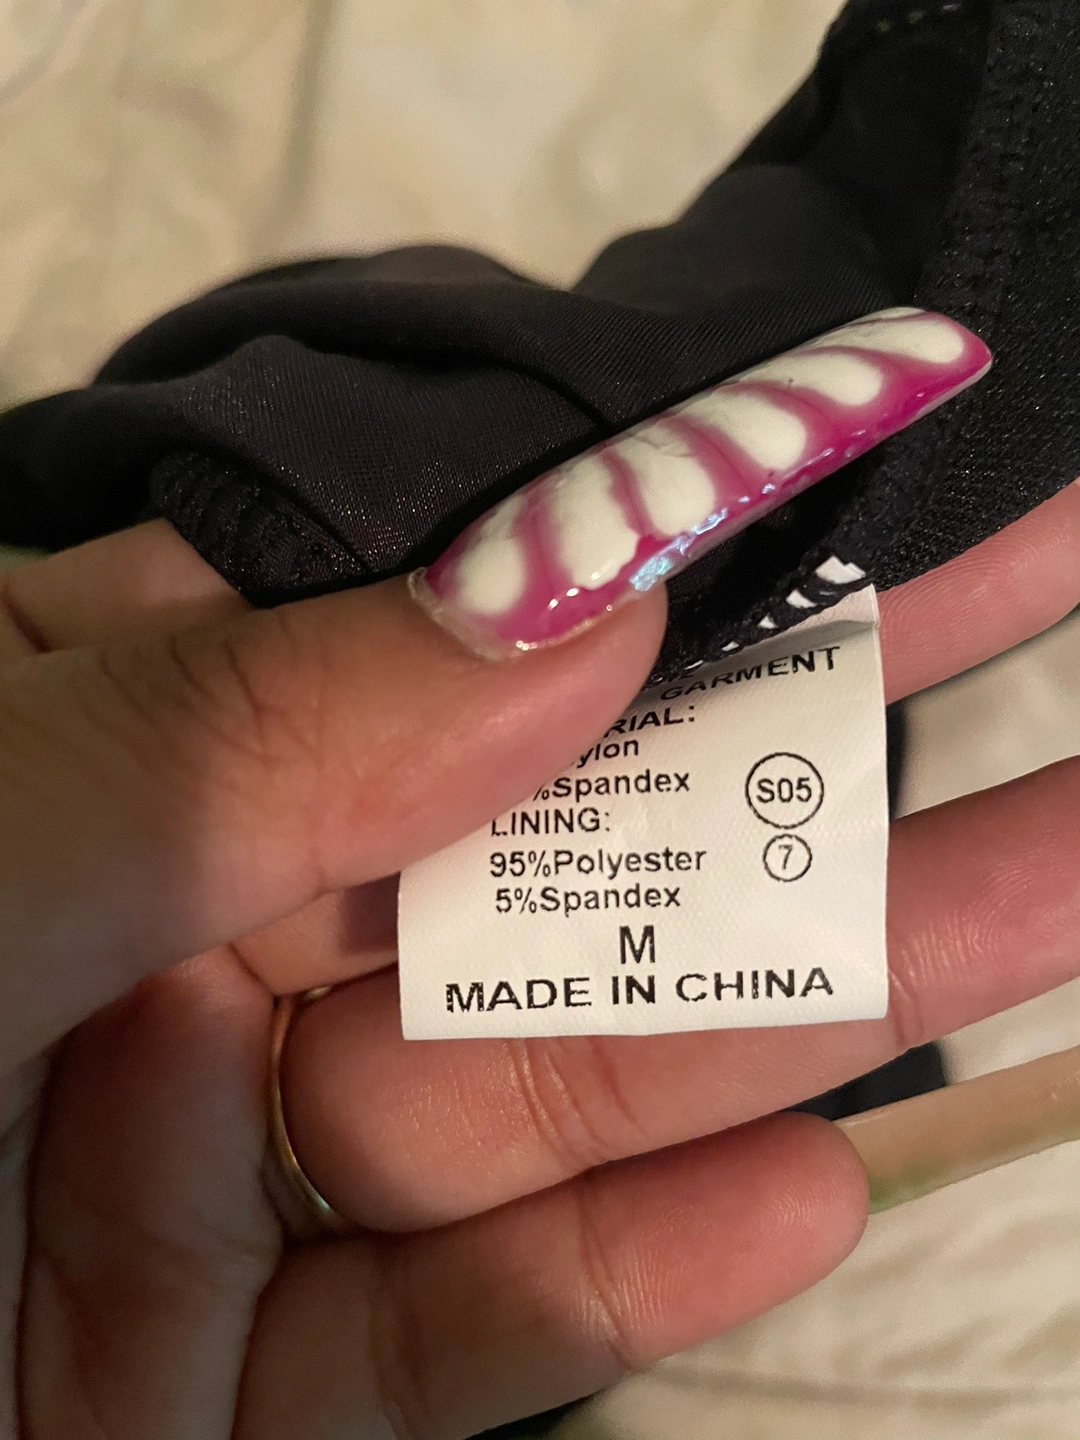 GARMENT
RIAL:
ylon
%Spandex
S05
LINING:
95%Polyester
7
5%Spandex
M
MADE IN CHINA